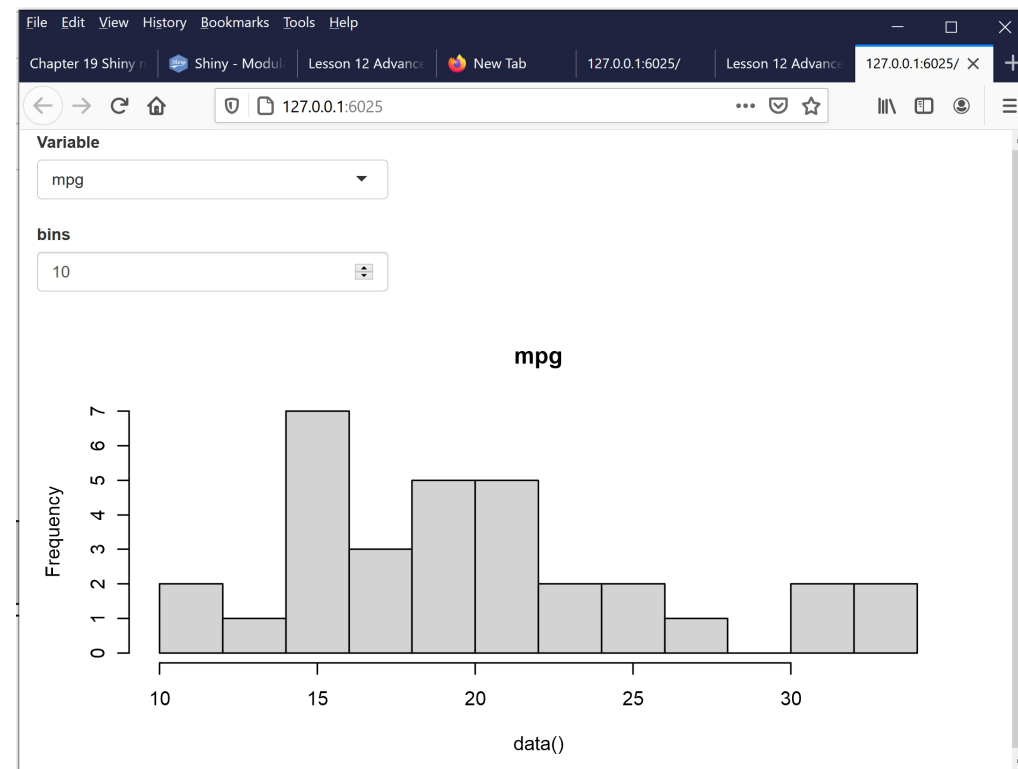 File Edit View History Bookmarks Tools Help
Chapter 19 Shiny Shiny - Modul Lesson 12 Advance New Tab 127.0.0.1:6025/ Lesson 12 Advance 127.0.0.1:6025/
127.0.0.1:6025
Variable
mpg
bins
10
mpg
Frequency
7
6
5
4
3
2
1
0
10 15 20 25 30
data()